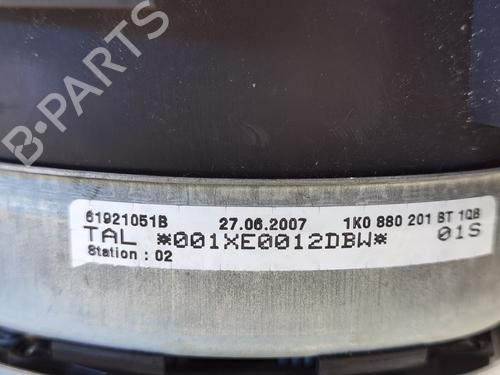 B-PARTS
61921051B 27.06.2007 1K0 880 201 BT 1QB
TAL *001XE0012DBW* 01S
Station : 02